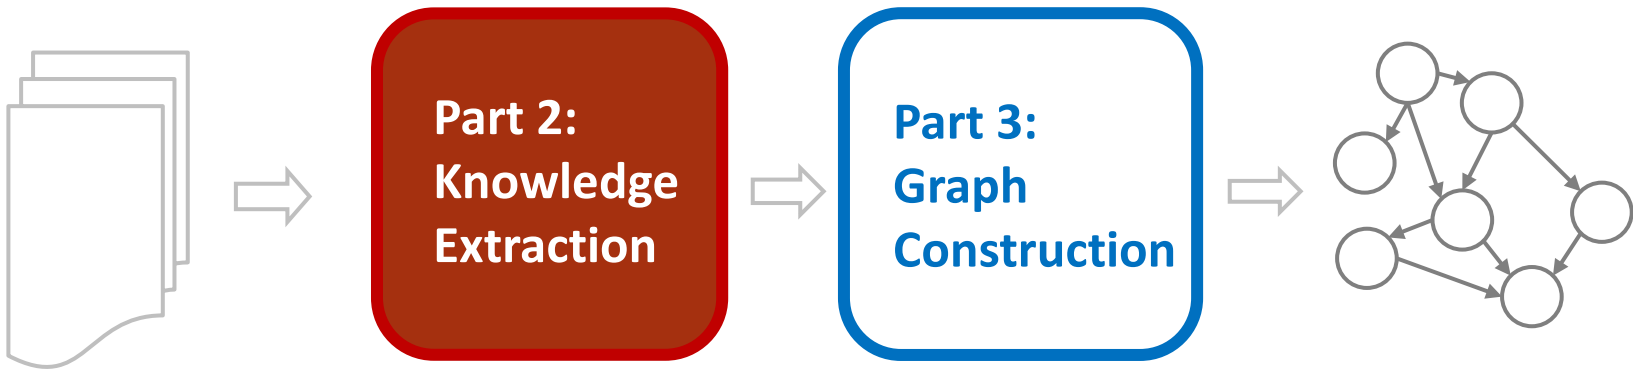 Part 2:
Knowledge
Extraction
Part 3:
Graph
Construction